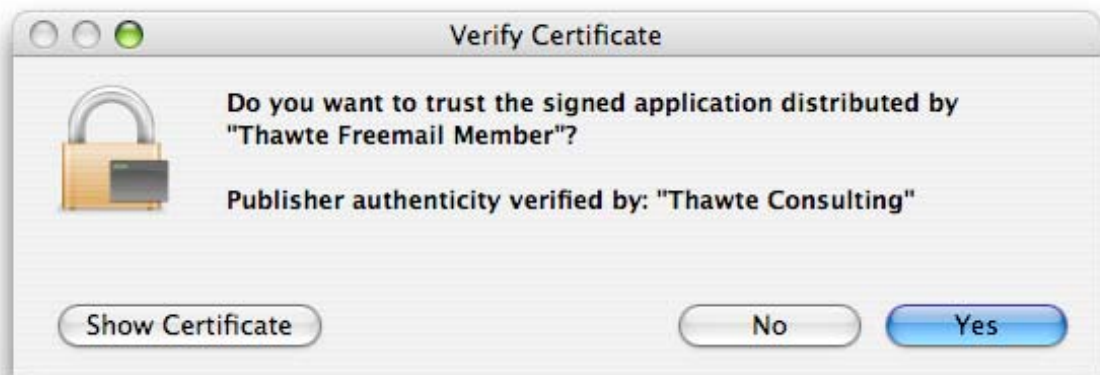 Verify Certificate
Do you want to trust the signed application distributed by
"Thawte Freemail Member"?
Publisher authenticity verified by: "Thawte Consulting"
Show Certificate
No
Yes